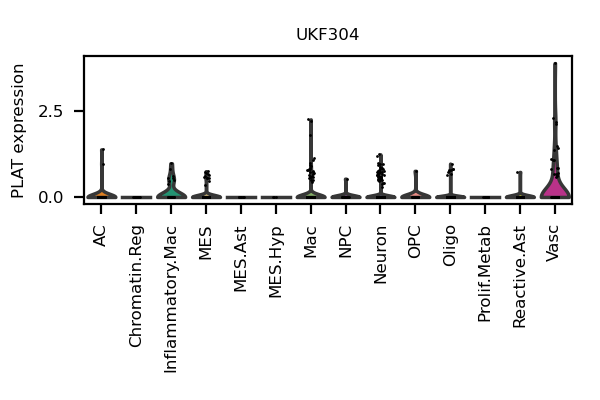 UKF304
PLAT expression
2.5
0.0
AC
Chromatin.Reg
Inflammatory.Mac
MES
MES.Ast
MES.Hyp
Mac
NPC
Neuron
OPC
Oligo
Prolif.Metab
Reactive.Ast
Vasc